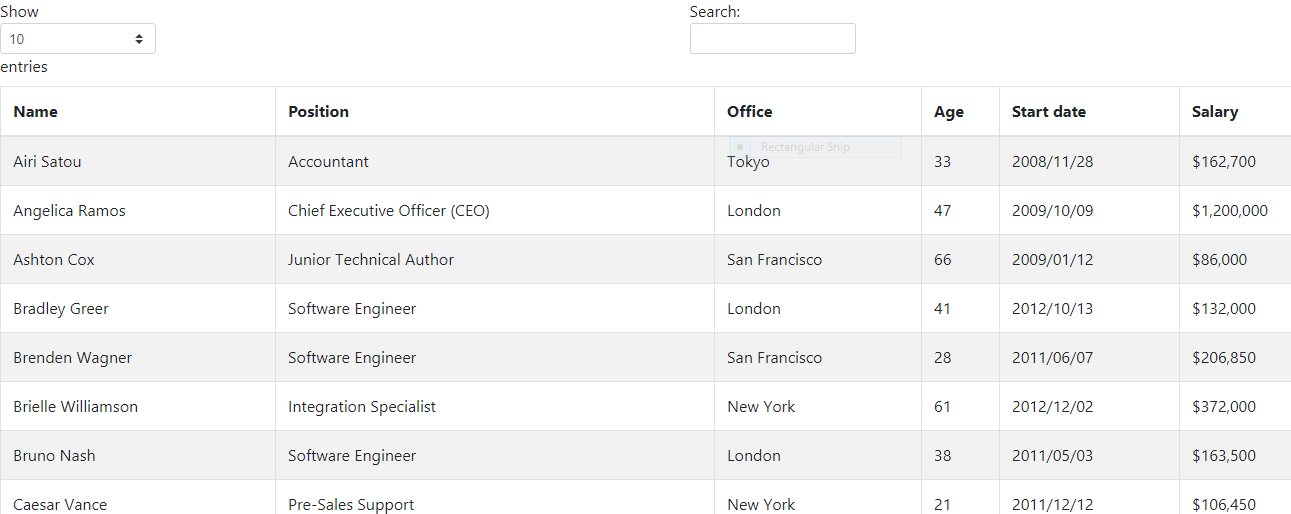 Show
10
entries
Search:
Name Position Office Age Start date Salary
Rectangular Snip
Airi Satou Accountant Tokyo 33 2008/11/28 $162,700
Angelica Ramos Chief Executive Officer (CEO) London 47 2009/10/09 $1,200,000
Ashton Cox Junior Technical Author San Francisco 66 2009/01/12 $86,000
Bradley Greer Software Engineer London 41 2012/10/13 $132,000
Brenden Wagner Software Engineer San Francisco 28 2011/06/07 $206,850
Brielle Williamson Integration Specialist New York 61 2012/12/02 $372,000
Bruno Nash Software Engineer London 38 2011/05/03 $163,500
Caesar Vance Pre-Sales Support New York 21 2011/12/12 $106,450